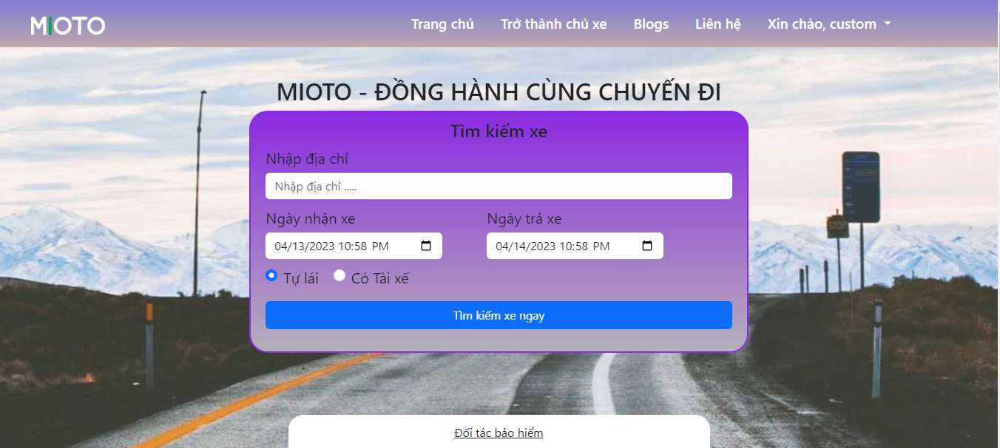 MiOTO
Trang chủ Trở thành chủ xe Blogs Liên hệ Xin chào, custom
MIOTO - ĐỒNG HÀNH CÙNG CHUYẾN ĐI
Tìm kiếm xe
Nhập địa chỉ
Nhập địa chỉ .....
Ngày nhận xe Ngày trả xe
04/13/2023 10:58 PM 04/14/2023 10:58 PM
Tự lái Có Tài xế
Tìm kiếm xe ngay
STOP
Đối tác bảo hiểm